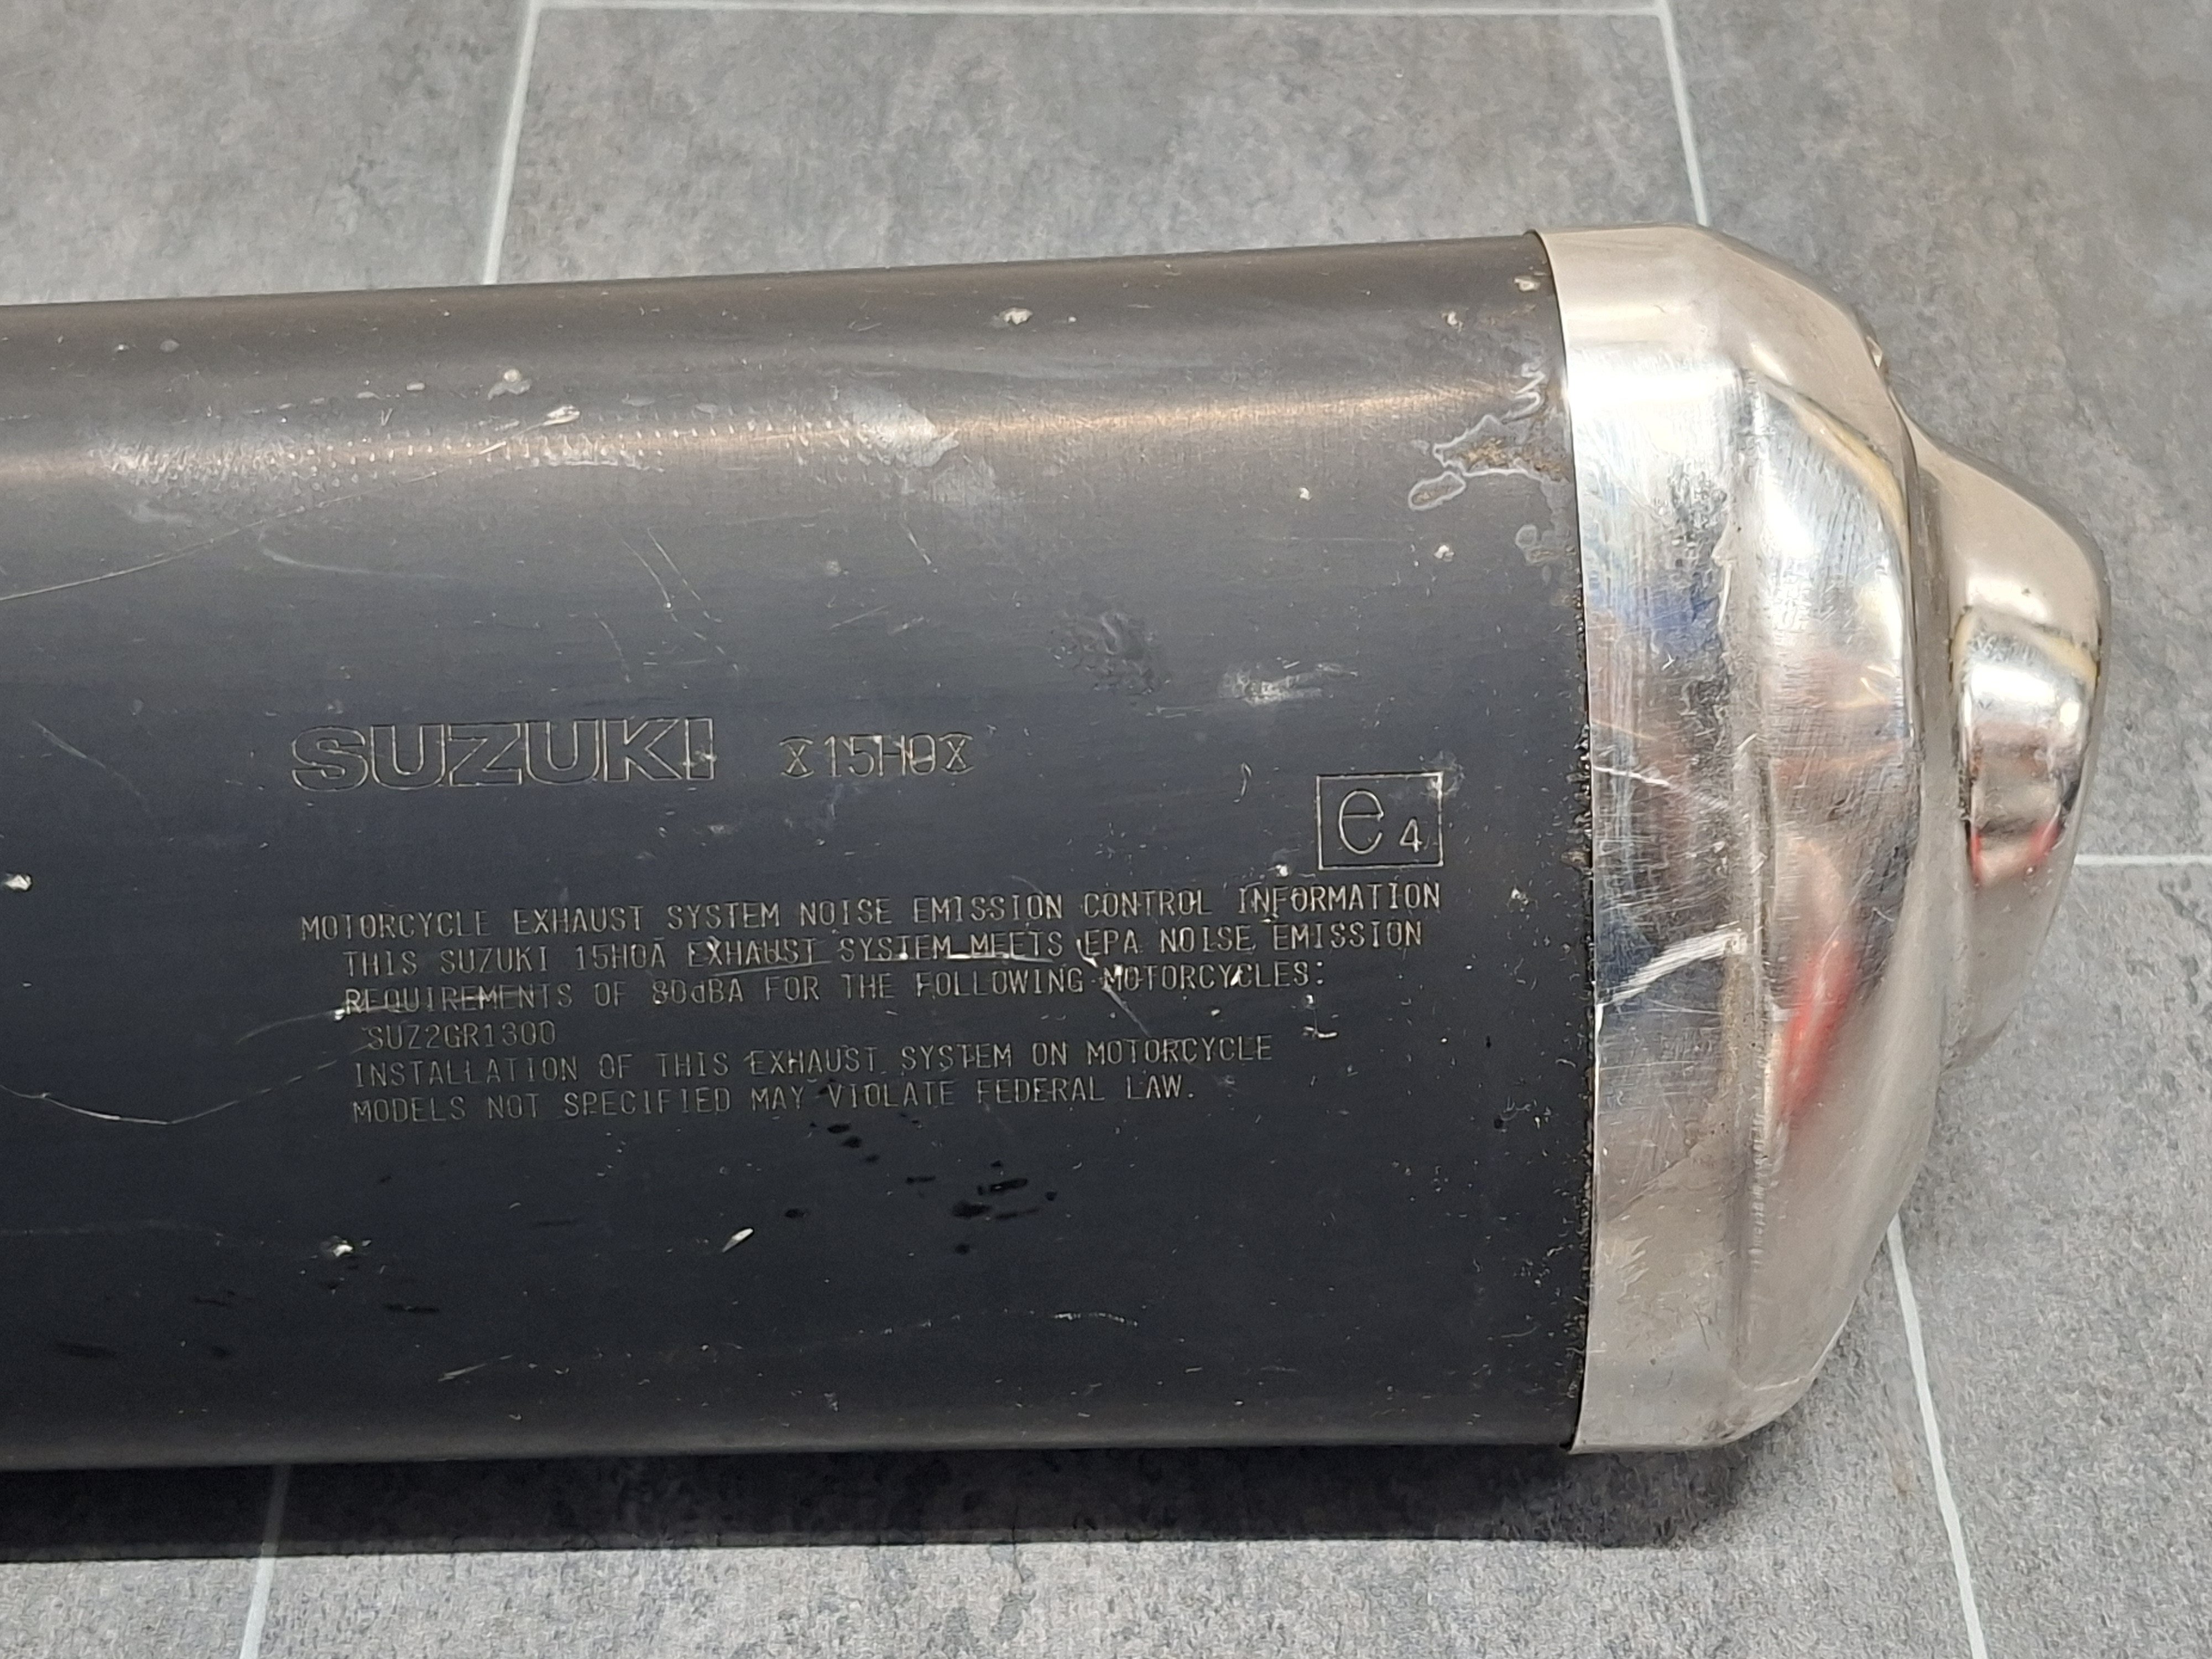 SUZUKI ※15H0※
e4
MOTORCYCLE EXHAUST SYSTEM NOISE EMISSION CONTROL INFORMATION
THIS SUZUKI 15H0A EXHAUST SYSTEM MEETS EPA NOISE EMISSION
REQUIREMENTS OF 80dBA FOR THE FOLLOWING MOTORCYCLES:
SUZ2GR1300
INSTALLATION OF THIS EXHAUST SYSTEM ON MOTORCYCLE
MODELS NOT SPECIFIED MAY VIOLATE FEDERAL LAW.